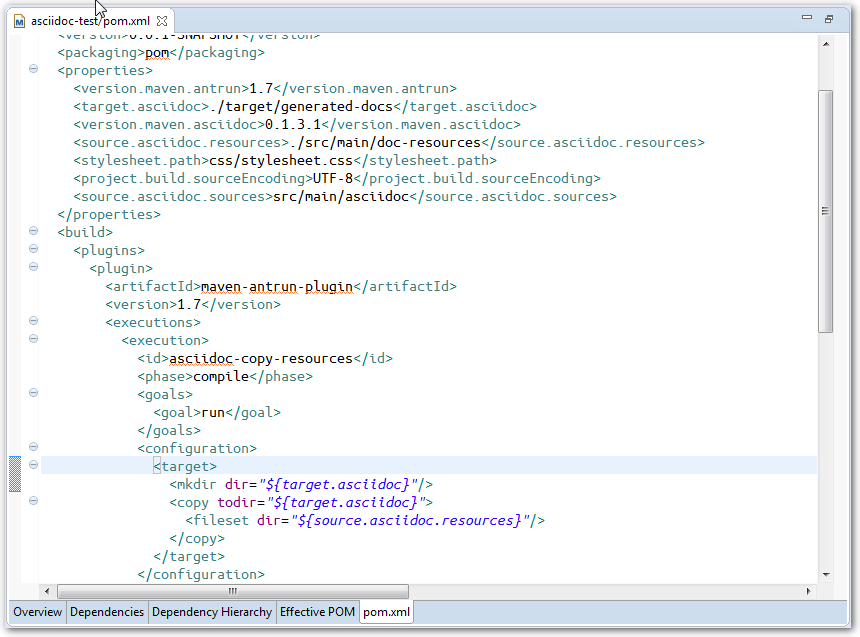 asciidoc-test/pom.xml
<version>0.0.1-SNAPSHOT</version>
<packaging>pom</packaging>
<properties>
<version.maven.antrun>1.7</version.maven.antrun>
<target.asciidoc>./target/generated-docs</target.asciidoc>
<version.maven.asciidoc>0.1.3.1</version.maven.asciidoc>
<source.asciidoc.resources>./src/main/doc-resources</source.asciidoc.resources>
<stylesheet.path>css/stylesheet.css</stylesheet.path>
<project.build.sourceEncoding>UTF-8</project.build.sourceEncoding>
<source.asciidoc.sources>src/main/asciidoc</source.asciidoc.sources>
</properties>
<build>
<plugins>
<plugin>
<artifactId>maven-antrun-plugin</artifactId>
<version>1.7</version>
<executions>
<execution>
<id>asciidoc-copy-resources</id>
<phase>compile</phase>
<goals>
<goal>run</goal>
</goals>
<configuration>
<target>
<mkdir dir="${target.asciidoc}"/>
<copy todir="${target.asciidoc}">
<fileset dir="${source.asciidoc.resources}"/>
</copy>
</target>
</configuration>
Overview Dependencies Dependency Hierarchy Effective POM pom.xml